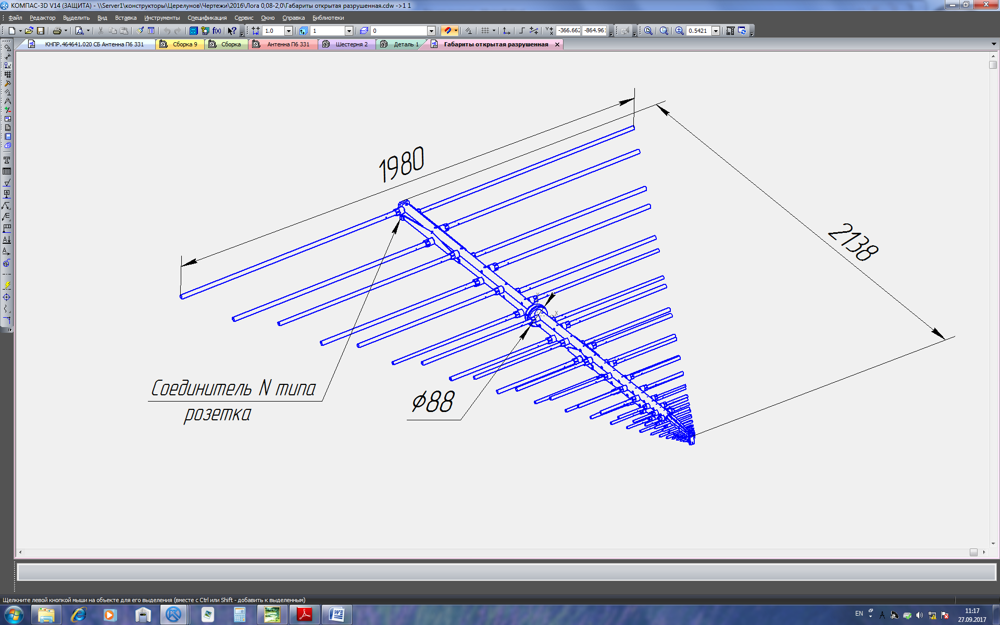 КОМПАС-3D V14 (ЗАЩИТА) - \\Server1\конструкторы\Церелунов\Чертежи\2016\Лога 0,08-2,0\Габариты открытая разрушенная.cdw ->1 1
Файл Редактор Выделить Вид Вставка Инструменты Спецификация Сервис Окно Справка Библиотеки
1.0 1 0 -366.662 -864.961 0.5421
КНПР.464641.020 СБ Антенна П6 331 Сборка 9 Сборка Антенна П6 331 Шестерня 2 Деталь 1 Габариты открытая разрушенная
1980
2138
Соединитель N типа
розетка
ϕ88
X
Щелкните левой кнопкой мыши на объекте для его выделения (вместе с Ctrl или Shift - добавить к выделенным)
EN
11:17
27.09.2017